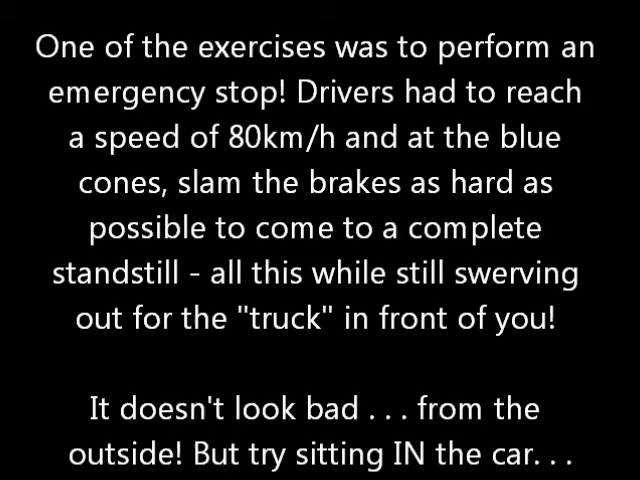 One of the exercises was to perform an
emergency stop! Drivers had to reach
a speed of 80km/h and at the blue
cones, slam the brakes as hard as
possible to come to a complete
standstill - all this while still swerving
out for the "truck" in front of you!
It doesn't look bad . . . from the
outside! But try sitting IN the car. . .